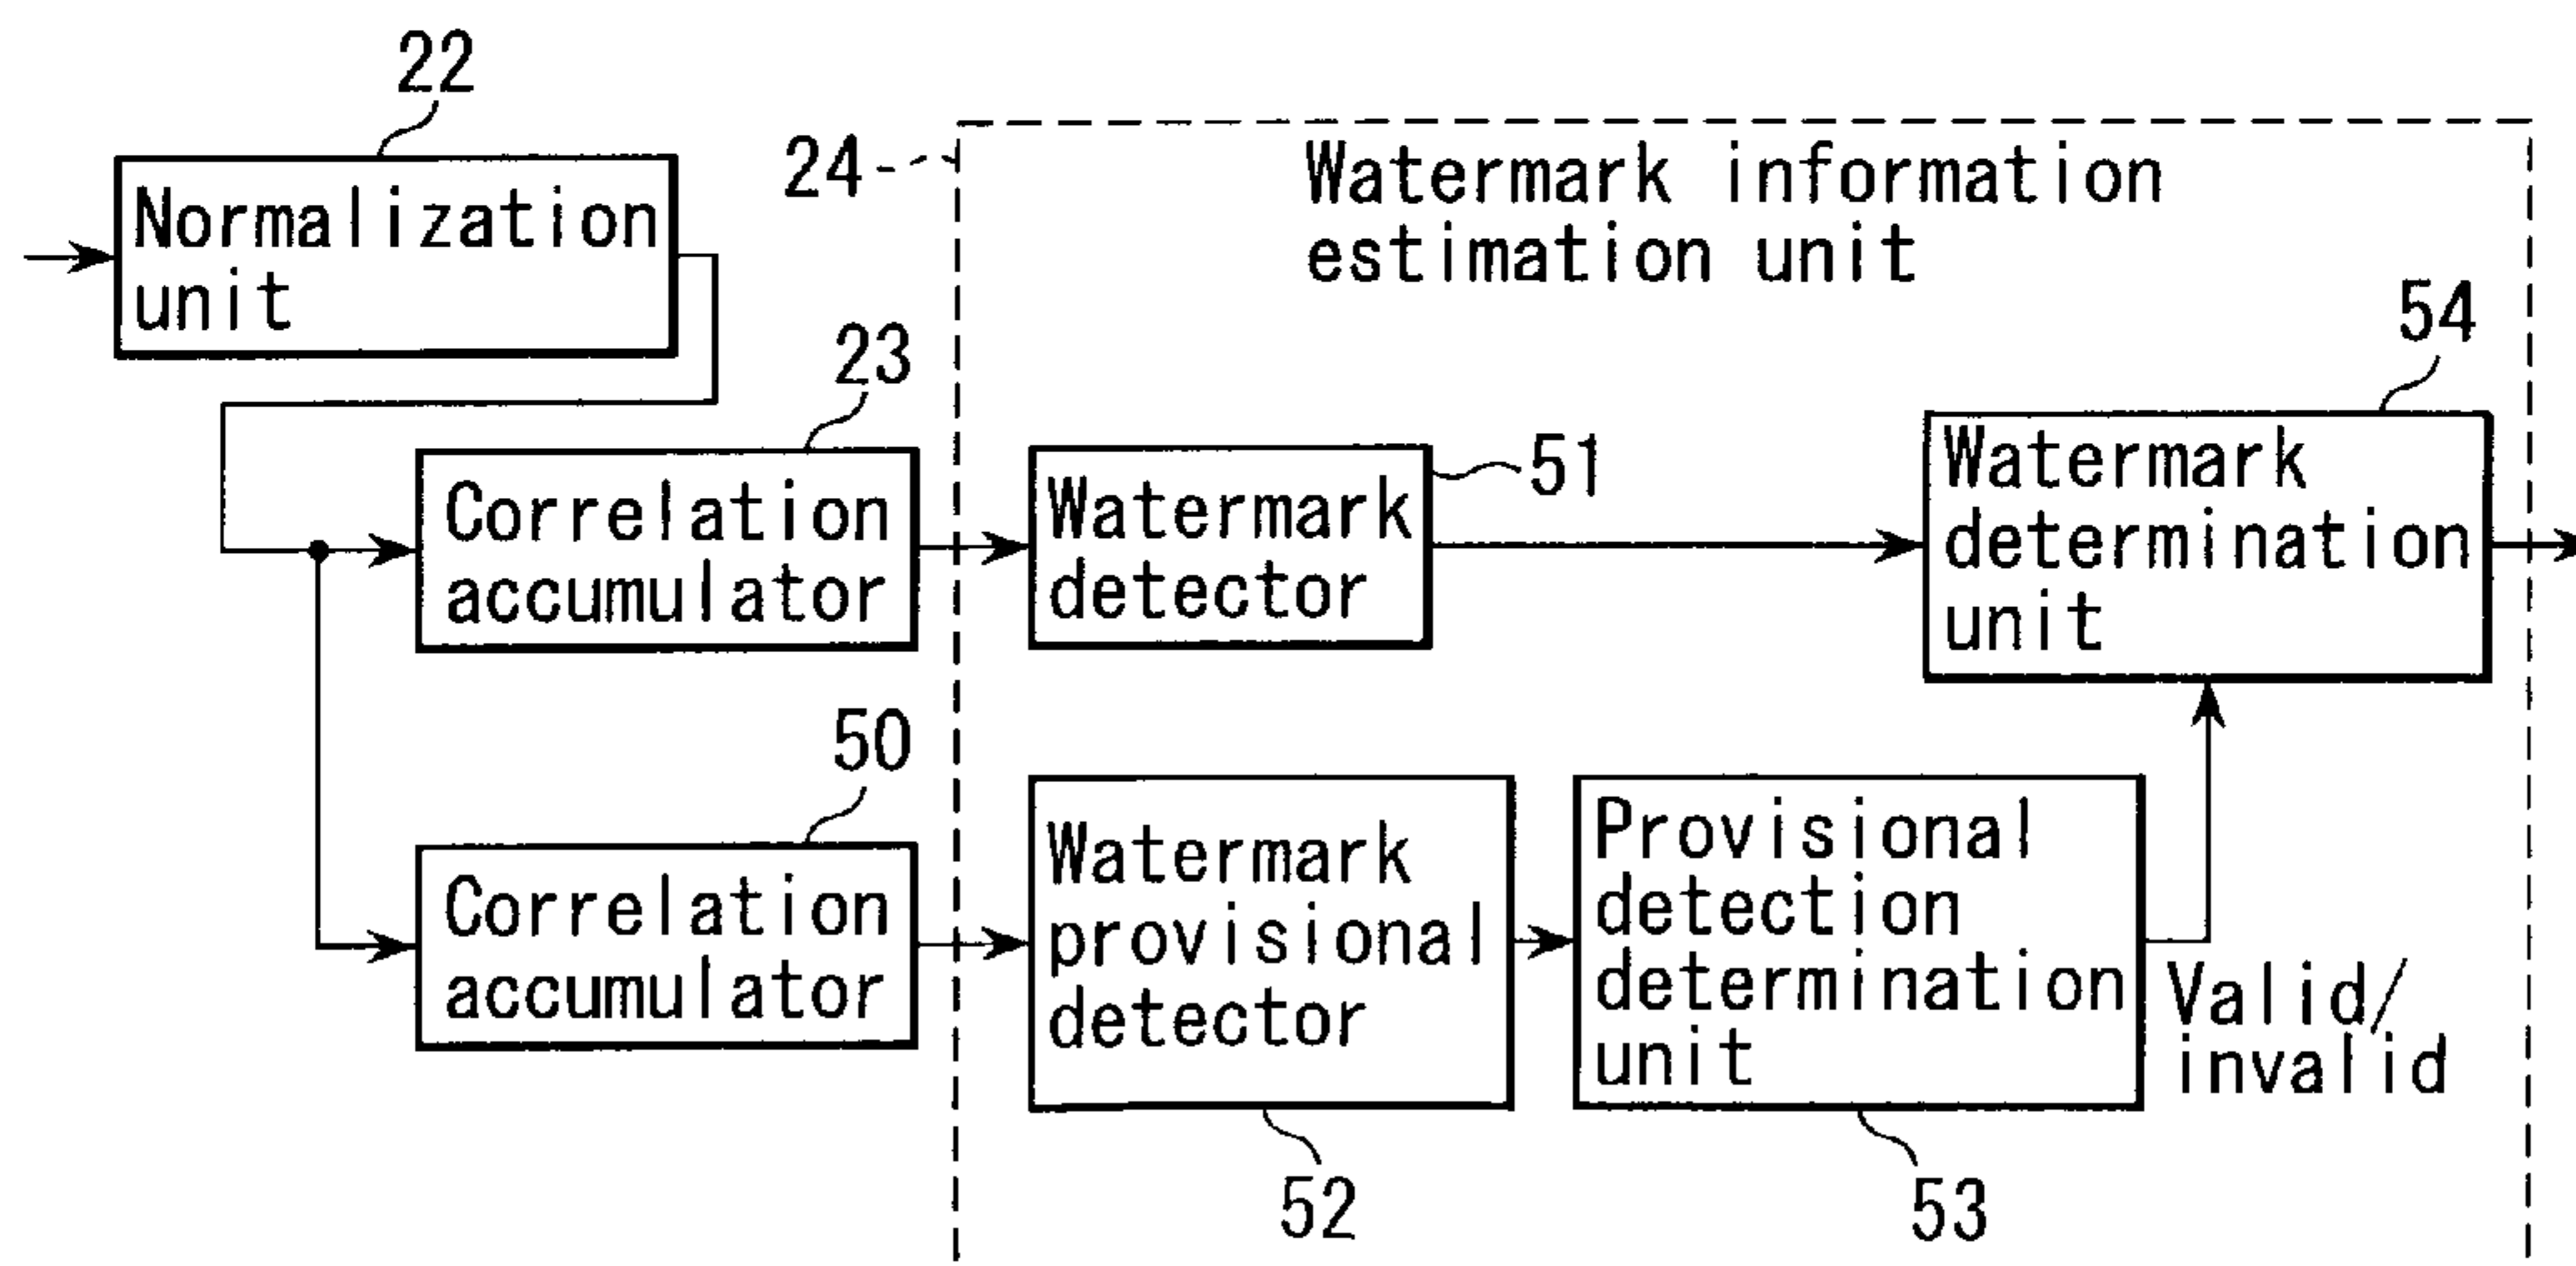 22
Normalization
unit
24
Watermark information
estimation unit
23
Correlation
accumulator
51
Watermark
detector
54
Watermark
determination
unit
50
Correlation
accumulator
Watermark
provisional
detector
52
Provisional
detection
determination
unit
53
Valid/
invalid